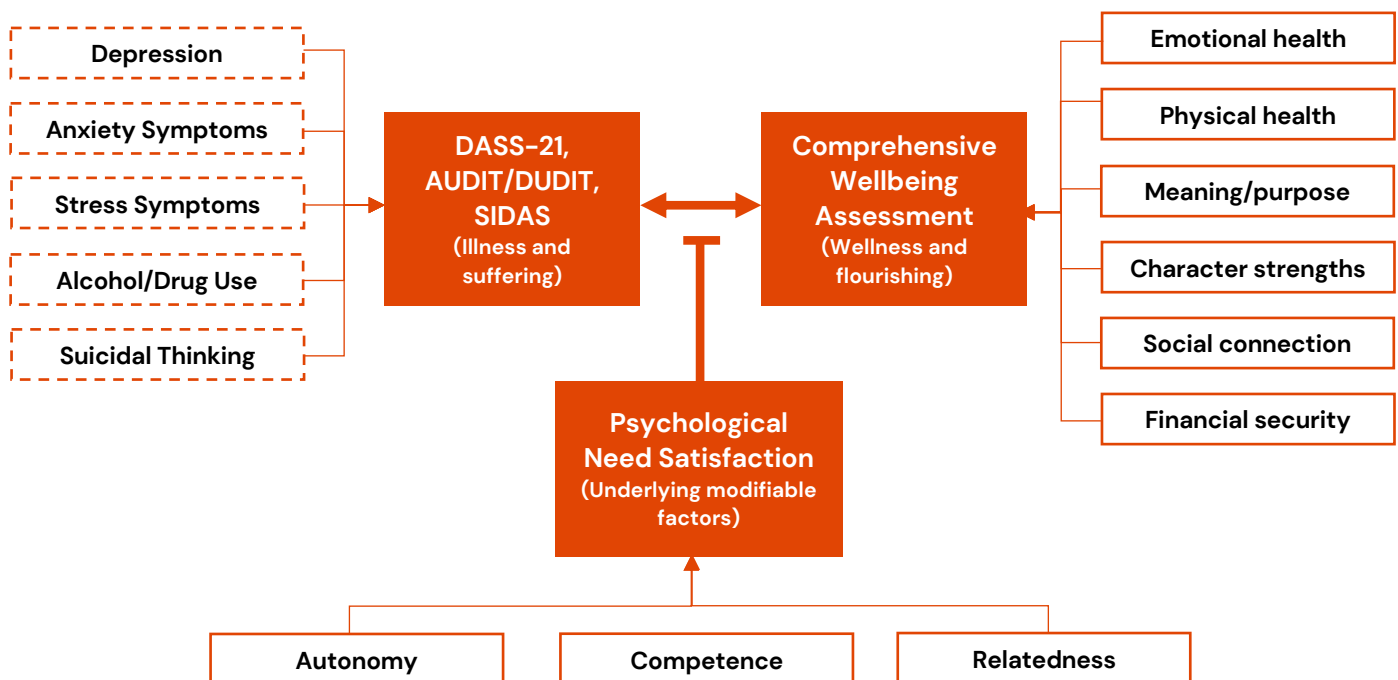 Depression
Anxiety Symptoms
Stress Symptoms
Alcohol/Drug Use
Suicidal Thinking
DASS-21,
AUDIT/DUDIT,
SIDAS
(Illness and
suffering)
Comprehensive
Wellbeing
Assessment
(Wellness and
flourishing)
Emotional health
Physical health
Meaning/purpose
Character strengths
Social connection
Financial security
Psychological
Need Satisfaction
(Underlying modifiable
factors)
Autonomy
Competence
Relatedness